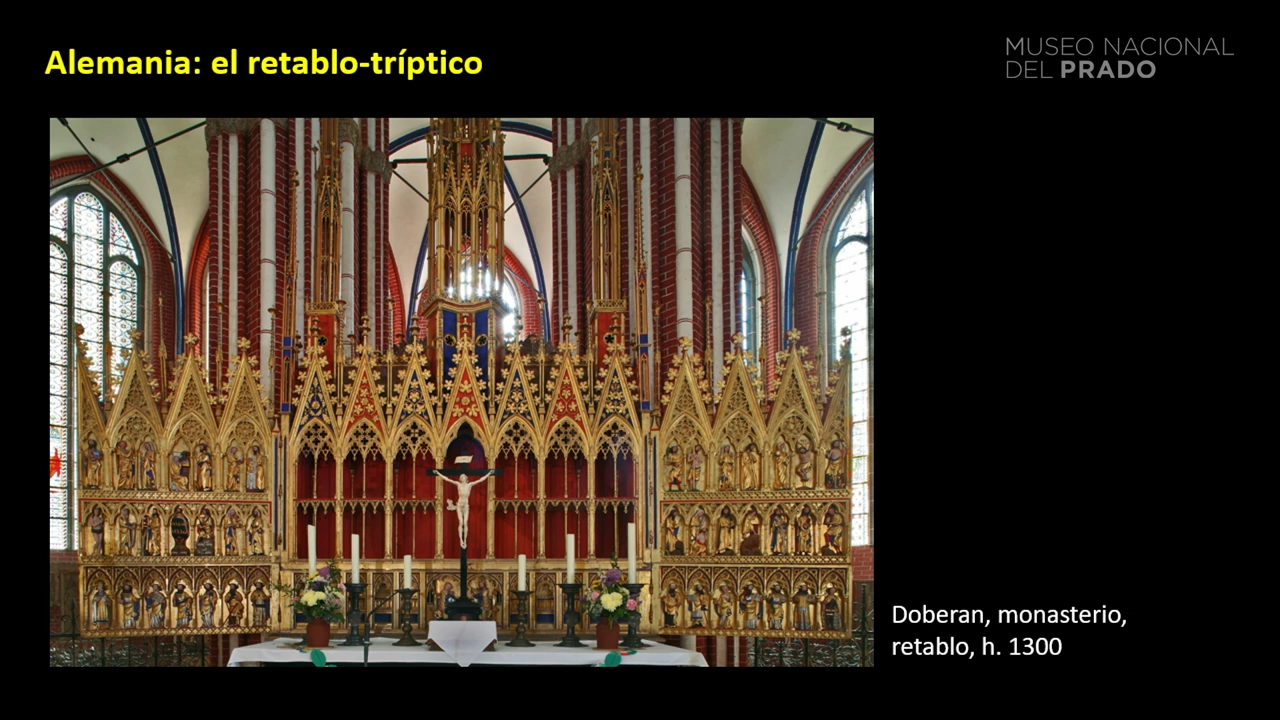 Alemania: el retablo-tríptico
MUSEO NACIONAL
DEL PRADO
Doberan, monasterio,
retablo, h. 1300